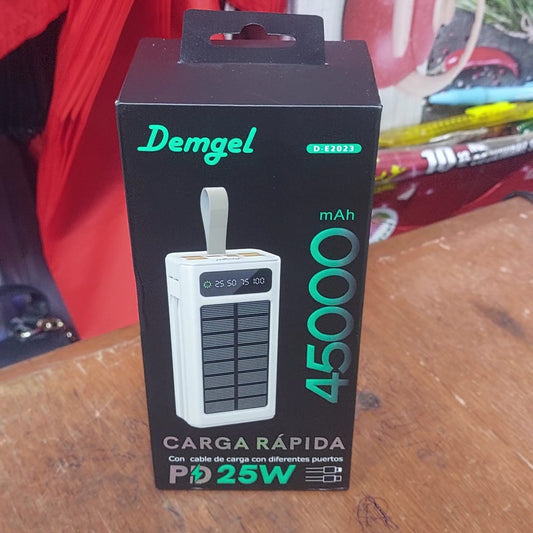 Demgel
D-E2023
mAh
45000
25 50 75 100
CARGA RÁPIDA
Con cable de carga con diferentes puertos
PD 25W
10